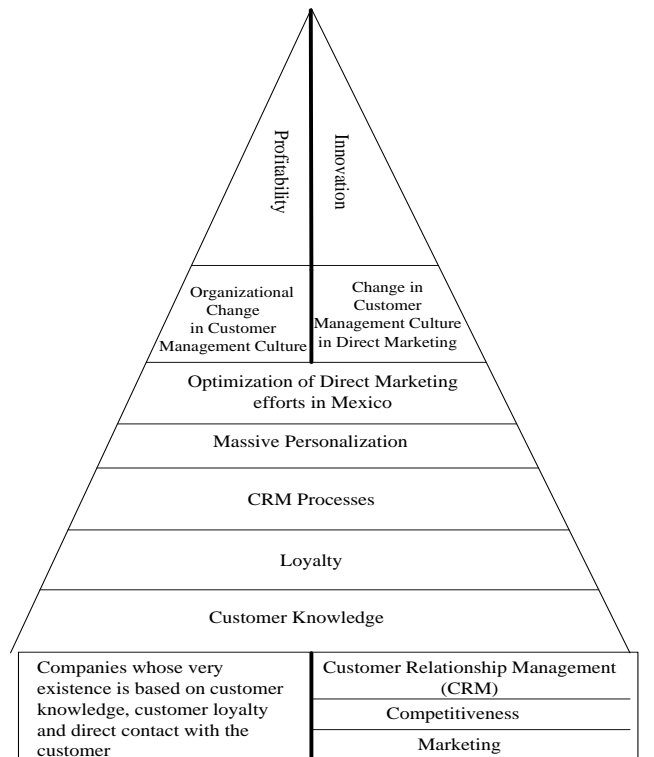 Profitability
Innovation
Organizational
Change
in Customer
Management Culture
Change in
Customer
Management Culture
in Direct Marketing
Optimization of Direct Marketing
efforts in Mexico
Massive Personalization
CRM Processes
Loyalty
Customer Knowledge
Companies whose very
existence is based on customer
knowledge, customer loyalty
and direct contact with the
customer
Customer Relationship Management
(CRM)
Competitiveness
Marketing